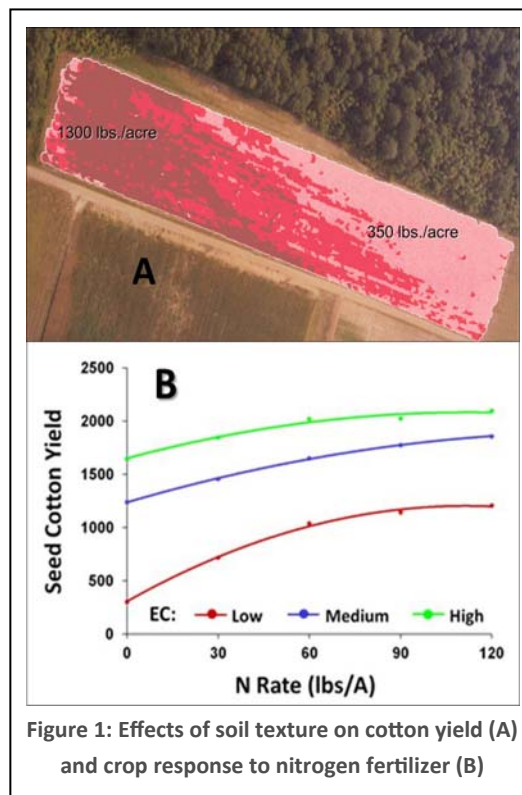 1300 lbs./acre
350 lbs./acre
A
B
2500
2000
1500
1000
500
0
Seed Cotton Yield
EC: Low Medium High
0 30 60 90 120
N Rate (lbs/A)
Figure 1: Effects of soil texture on cotton yield (A)
and crop response to nitrogen fertilizer (B)